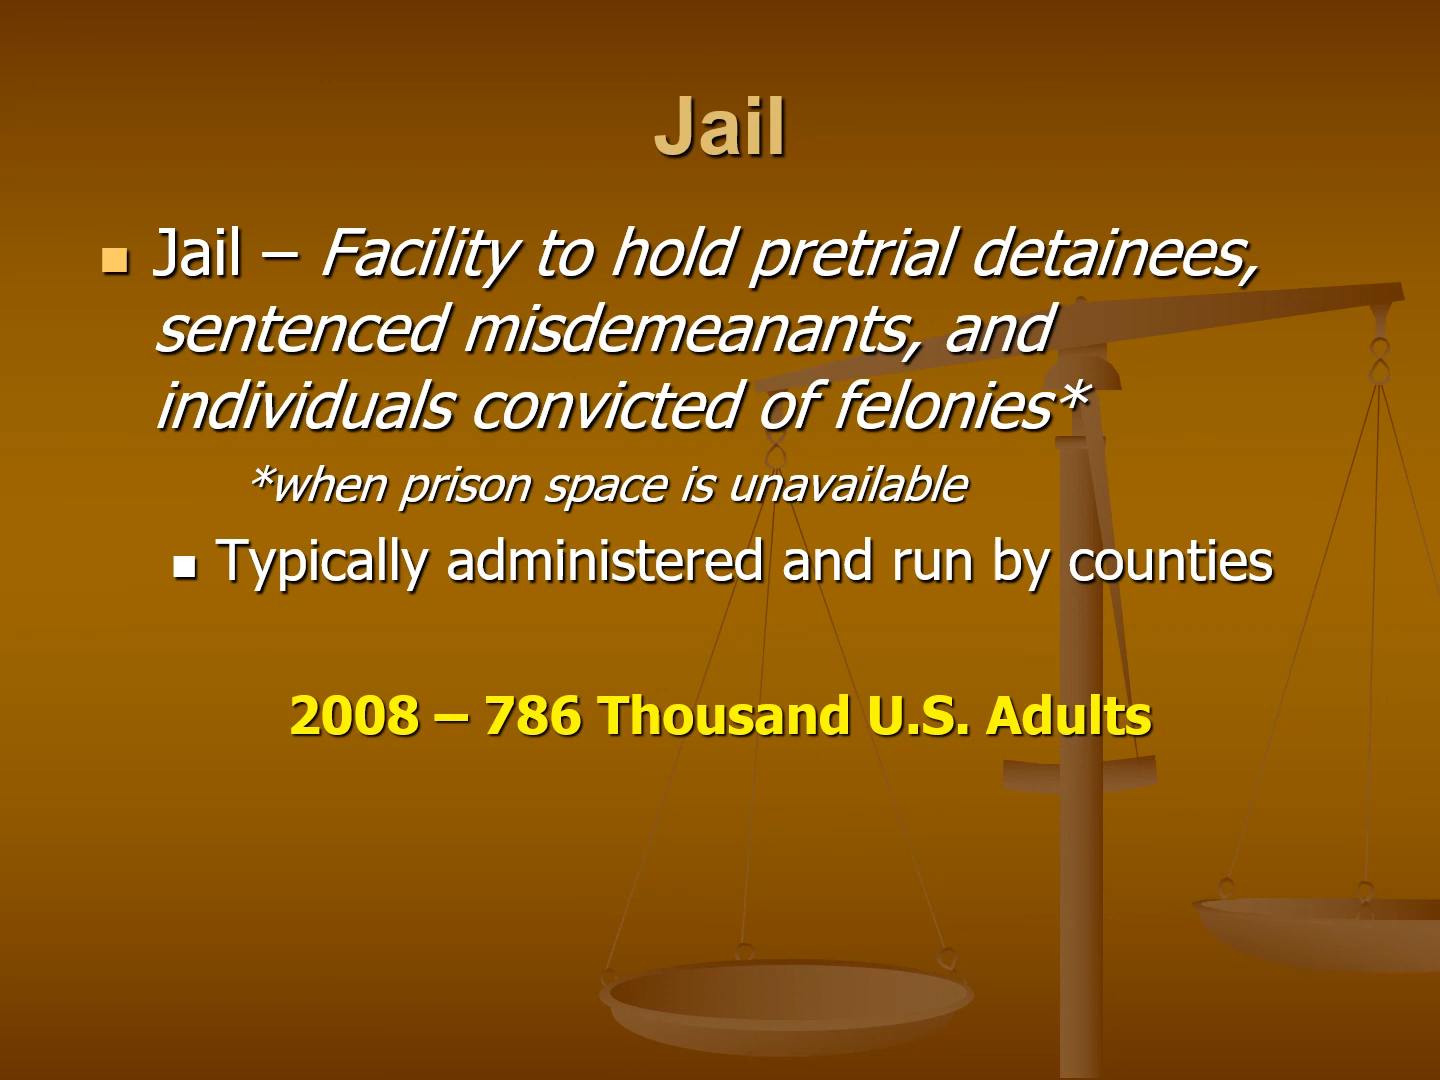 Jail
■ Jail – Facility to hold pretrial detainees,
sentenced misdemeanants, and
individuals convicted of felonies*
*when prison space is unavailable
■ Typically administered and run by counties
2008 – 786 Thousand U.S. Adults